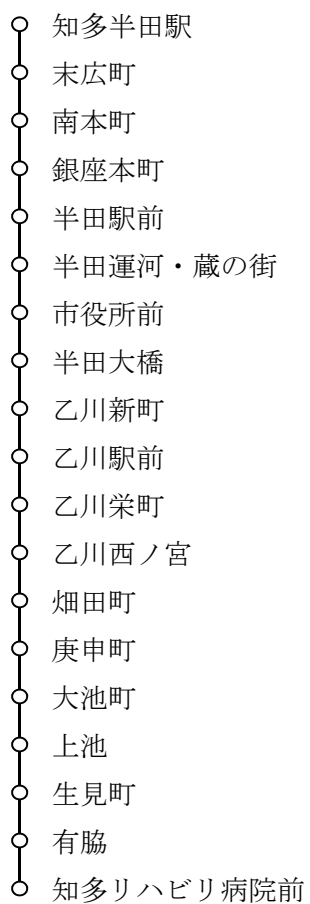 知多半田駅
末広町
南本町
銀座本町
半田駅前
半田運河・蔵の街
市役所前
半田大橋
乙川新町
乙川駅前
乙川栄町
乙川西ノ宮
畑田町
庚申町
大池町
上池
生見町
有脇
知多リハビリ病院前